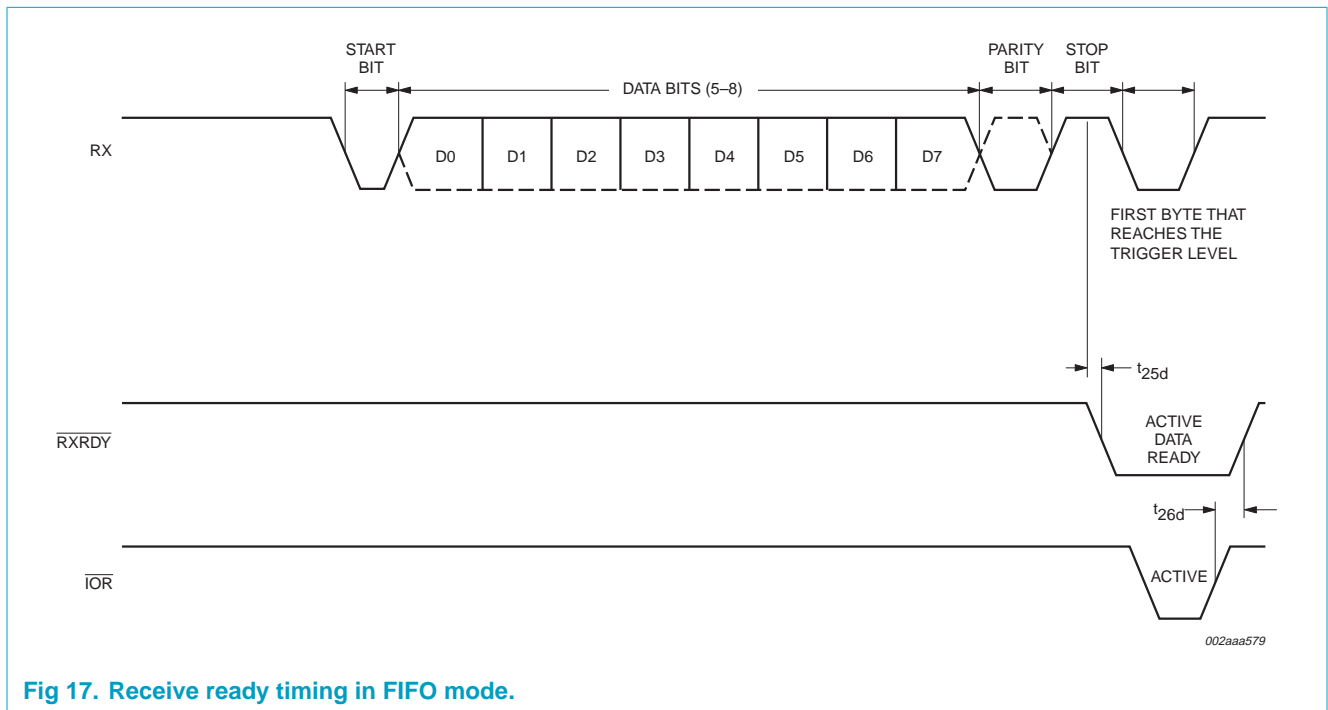 START
BIT
DATA BITS (5–8)
PARITY
BIT
STOP
BIT
RX
D0 D1 D2 D3 D4 D5 D6 D7
FIRST BYTE THAT
REACHES THE
TRIGGER LEVEL
t25d
RXRDY
ACTIVE
DATA
READY
t26d
IOR
ACTIVE
002aaa579
Fig 17. Receive ready timing in FIFO mode.